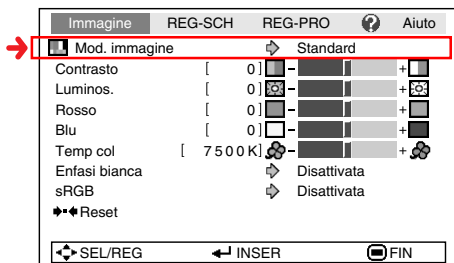 Immagine REG-SCH REG-PRO ? Aiuto
Mod. immagine Standard
Contrasto [ 0] - +
Luminos. [ 0] - +
Rosso [ 0] - +
Blu [ 0] - +
Temp col [ 7500K] - +
Enfasi bianca Disattivata
sRGB Disattivata
Reset
SEL/REG INSER FIN